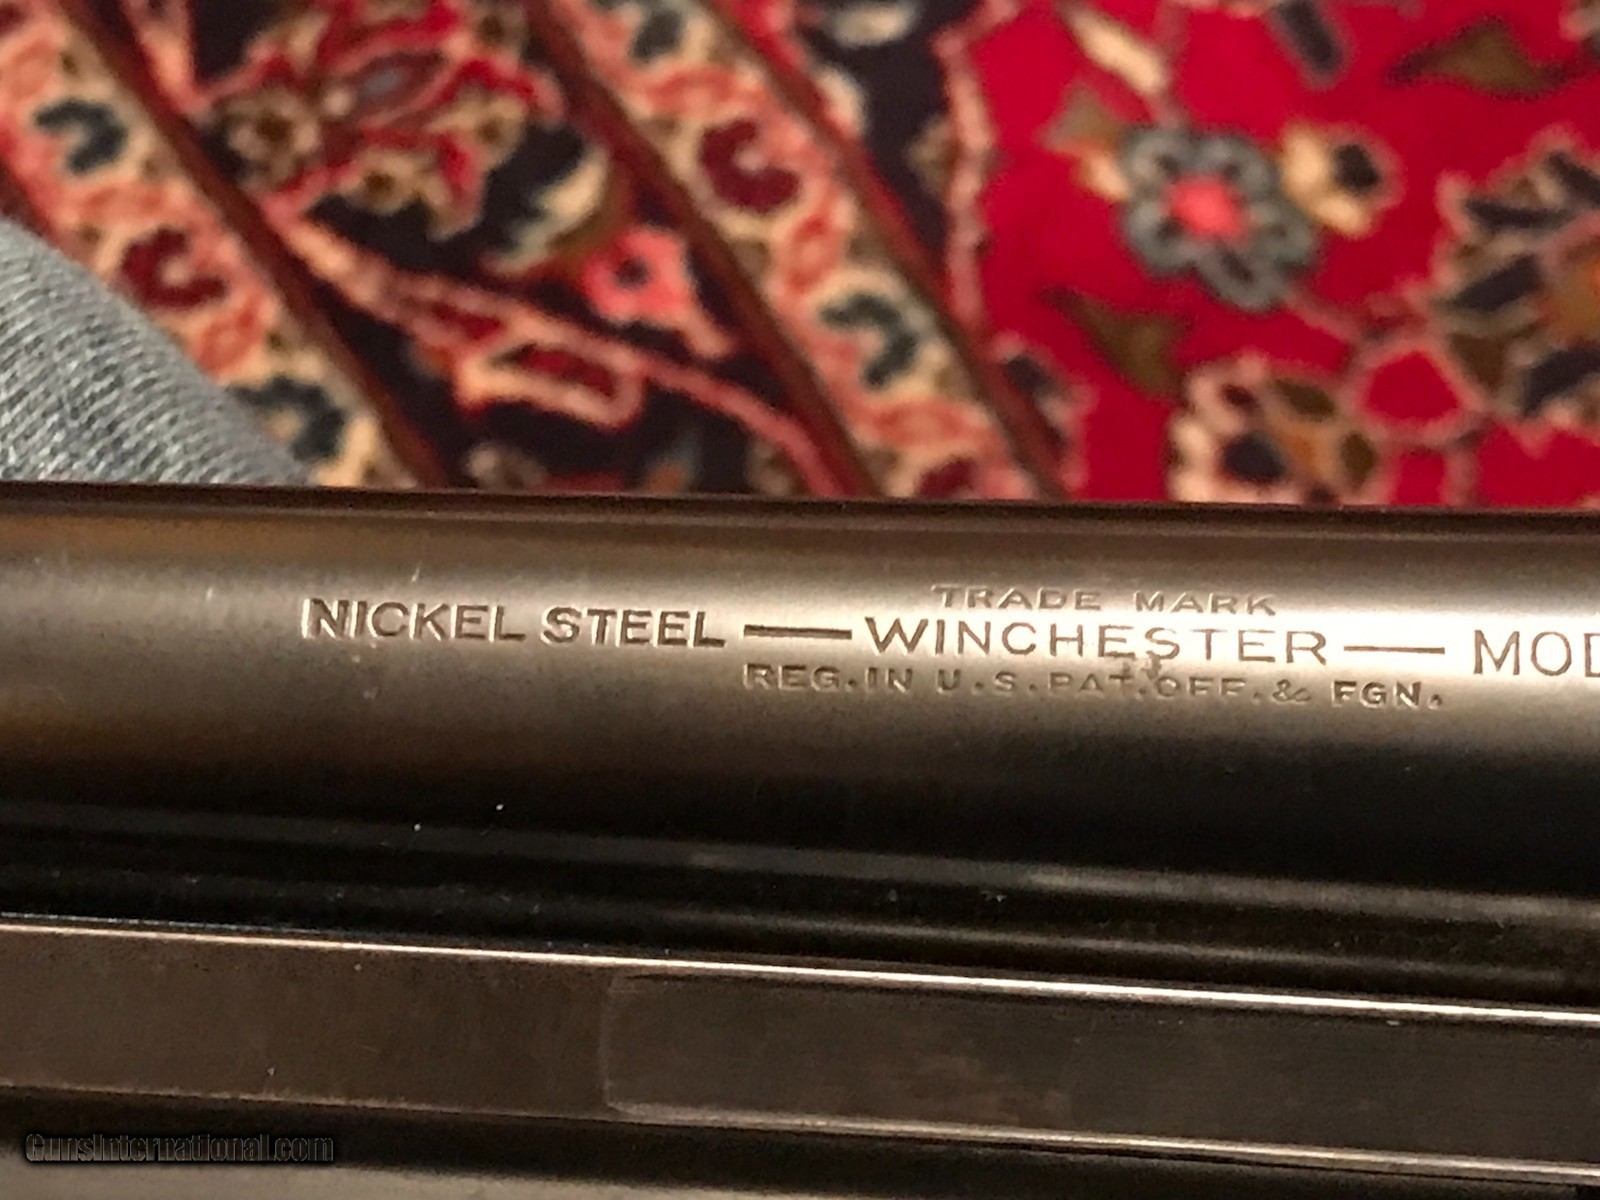 TRADE MARK
NICKEL STEEL — WINCHESTER — MOD
REG.IN U.S.PAT.OFF.& FGN.
GunsInternational.com